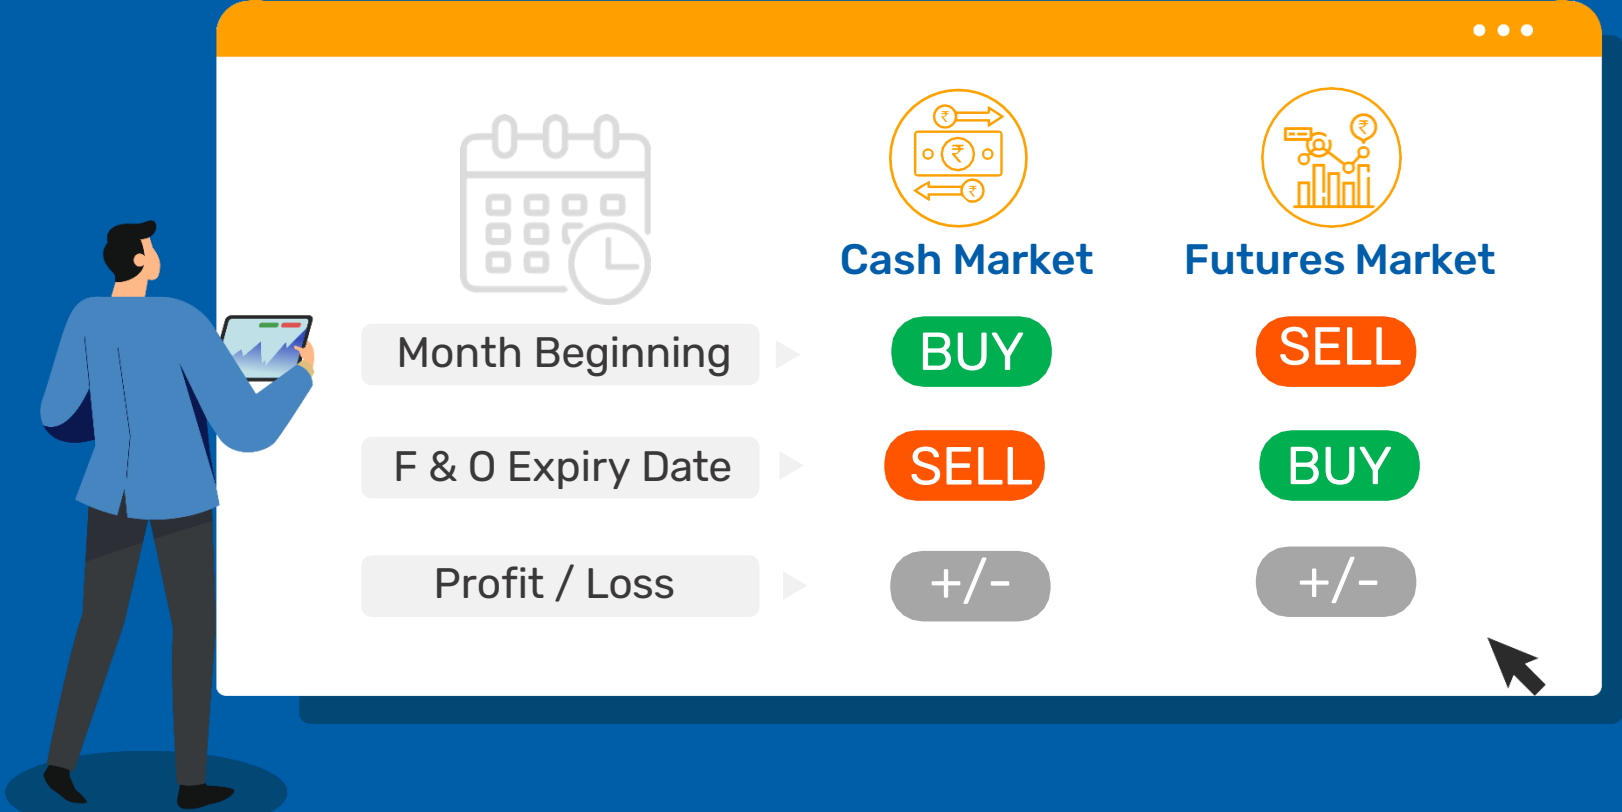 Cash Market
Futures Market
Month Beginning
BUY
SELL
F & O Expiry Date
SELL
BUY
Profit / Loss
+/-
+/-